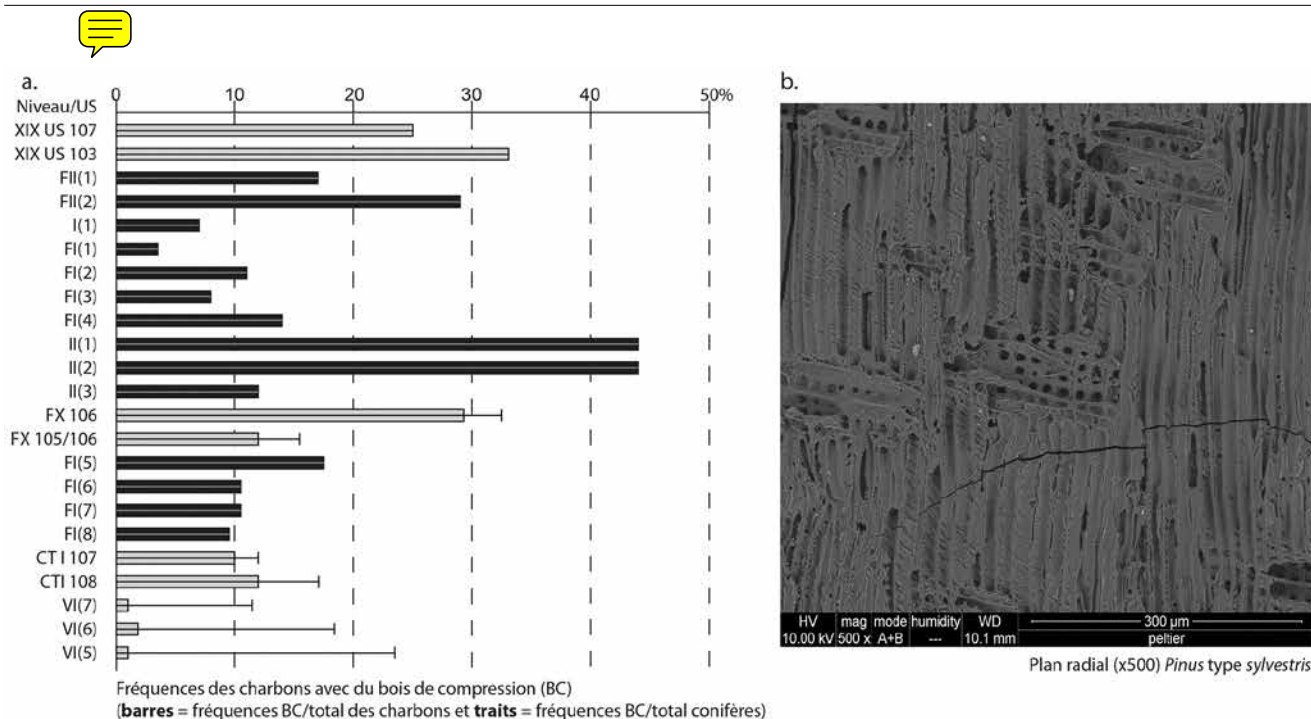 a.
Niveau/US
0 10 20 30 40 50%
XIX US 107
XIX US 103
FII(1)
FII(2)
I(1)
FI(1)
FI(2)
FI(3)
FI(4)
II(1)
II(2)
II(3)
FX 106
FX 105/106
FI(5)
FI(6)
FI(7)
FI(8)
CT I 107
CTI 108
VI(7)
VI(6)
VI(5)
Fréquences des charbons avec du bois de compression (BC)
(barres = fréquences BC/total des charbons et traits = fréquences BC/total conifères)
b.
HV mag mode humidity WD 300 µm
10.00 kV 500 x A+B --- 10.1 mm peltier
Plan radial (x500) Pinus type sylvestris